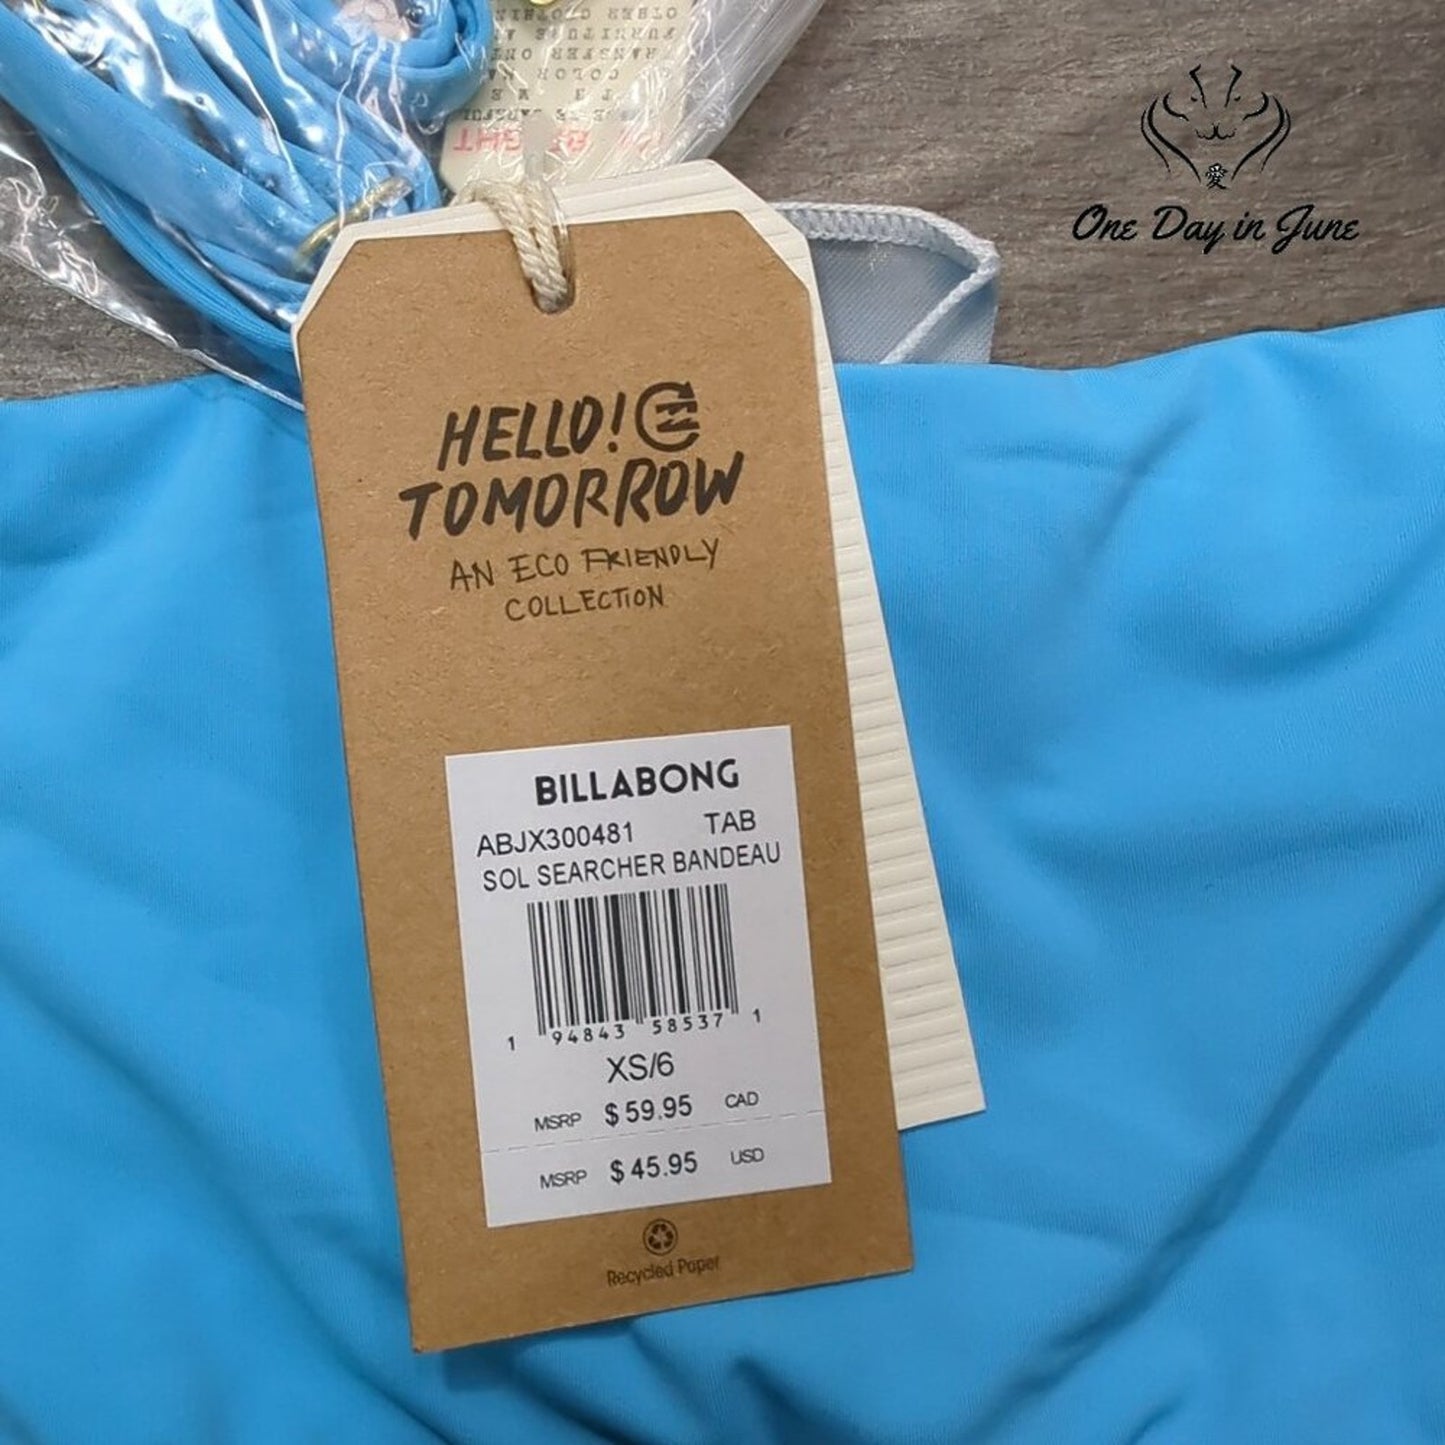 愛
One Day in June
HELLO!
TOMORROW
AN ECO FRIENDLY
COLLECTION
BILLABONG
ABJX300481 TAB
SOL SEARCHER BANDEAU
1 94843 58537 1
XS/6
MSRP $59.95 CAD
MSRP $45.95 USD
Recycled Paper